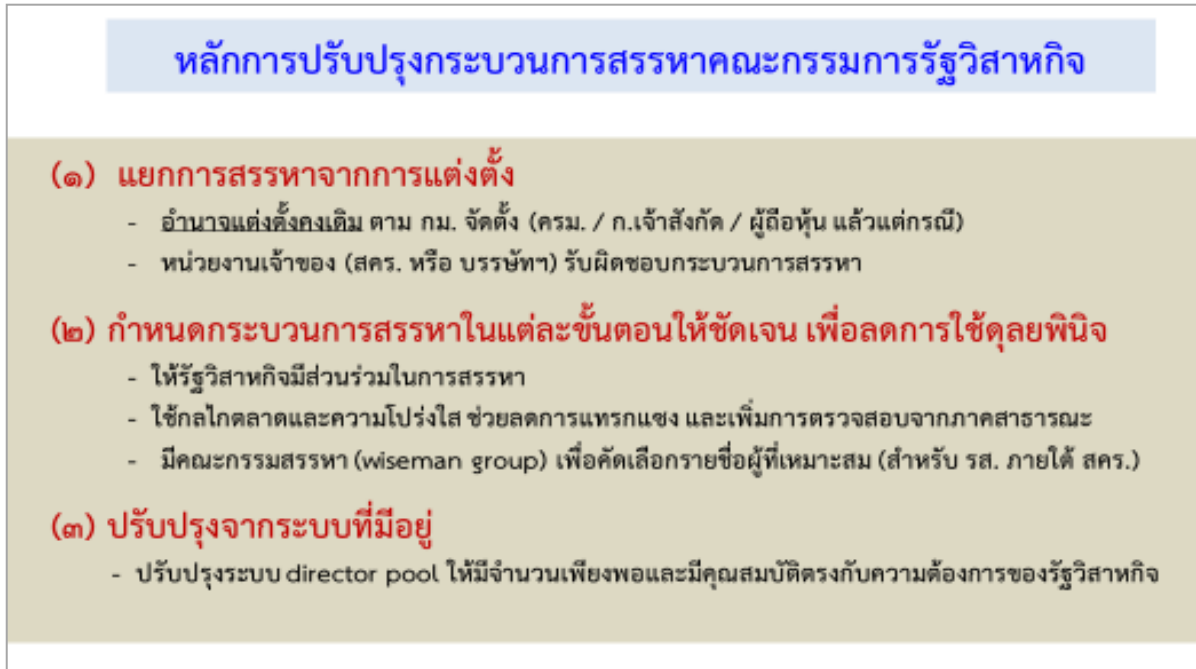 หลักการปรับปรุงกระบวนการสรรหาคณะกรรมการรัฐวิสาหกิจ
(๑) แยกการสรรหาจากการแต่งตั้ง
- อำนาจแต่งตั้งคงเดิม ตาม กม. จัดตั้ง (ครม. / ก.เจ้าสังกัด / ผู้ถือหุ้น แล้วแต่กรณี)
- หน่วยงานเจ้าของ (สคร. หรือ บรรษัทฯ) รับผิดชอบกระบวนการสรรหา
(๒) กำหนดกระบวนการสรรหาในแต่ละขั้นตอนให้ชัดเจน เพื่อลดการใช้ดุลยพินิจ
- ให้รัฐวิสาหกิจมีส่วนร่วมในการสรรหา
- ใช้กลไกตลาดและความโปร่งใส ช่วยลดการแทรกแซง และเพิ่มการตรวจสอบจากภาคสาธารณะ
- มีคณะกรรมสรรหา (wiseman group) เพื่อคัดเลือกรายชื่อผู้ที่เหมาะสม (สำหรับ รส. ภายใต้ สคร.)
(๓) ปรับปรุงจากระบบที่มีอยู่
- ปรับปรุงระบบ director pool ให้มีจำนวนเพียงพอและมีคุณสมบัติตรงกับความต้องการของรัฐวิสาหกิจ